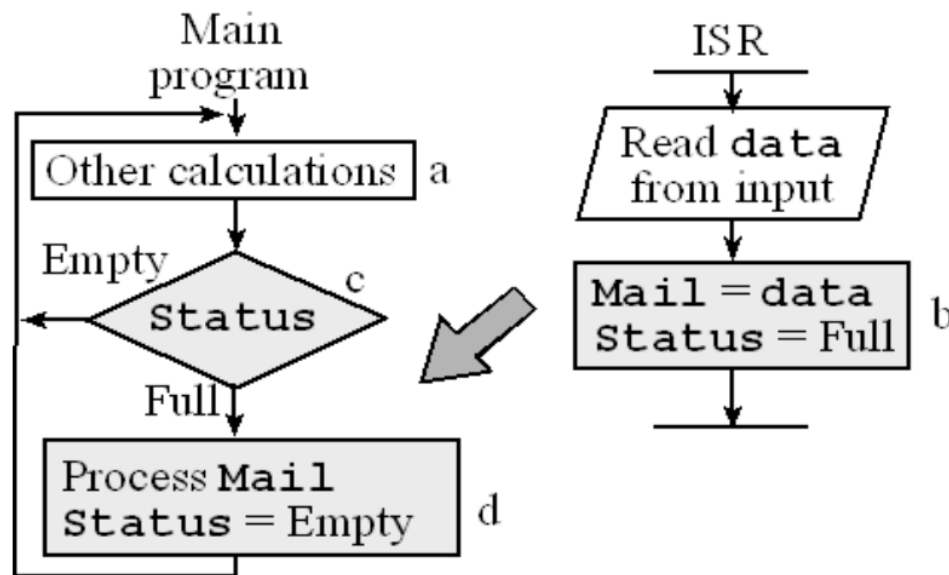 Main
program
Other calculations
a
Empty
c
Status
Full
Process Mail
Status = Empty
d
ISR
Read data
from input
Mail = data
Status = Full
b